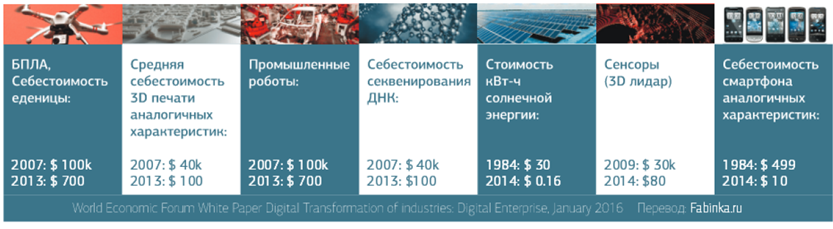 БПЛА,
Себестоимость
еденицы:
2007: $ 100k
2013: $ 700
Средняя
себестоимость
3D печати
аналогичных
характеристик:
2007: $ 40k
2013: $ 100
Промышленные
роботы:
2007: $ 100k
2013: $ 700
Себестоимость
секвенирования
ДНК:
2007: $ 40k
2013: $100
Стоимость
кВт-ч
солнечной
энергии:
1984: $ 30
2014: $ 0.16
Сенсоры
(3D лидар)
2009: $ 30k
2014: $80
Себестоимость
смартфона
аналогичных
характеристик:
1984: $ 499
2014: $ 10
World Economic Forum White Paper Digital Transformation of industries: Digital Enterprise, January 2016 Перевод: Fabinka.ru